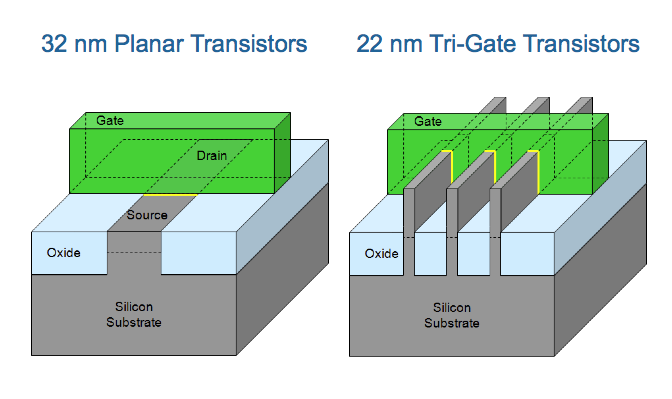 32 nm Planar Transistors
Gate
Drain
Source
Oxide
Silicon
Substrate
22 nm Tri-Gate Transistors
Gate
Oxide
Silicon
Substrate